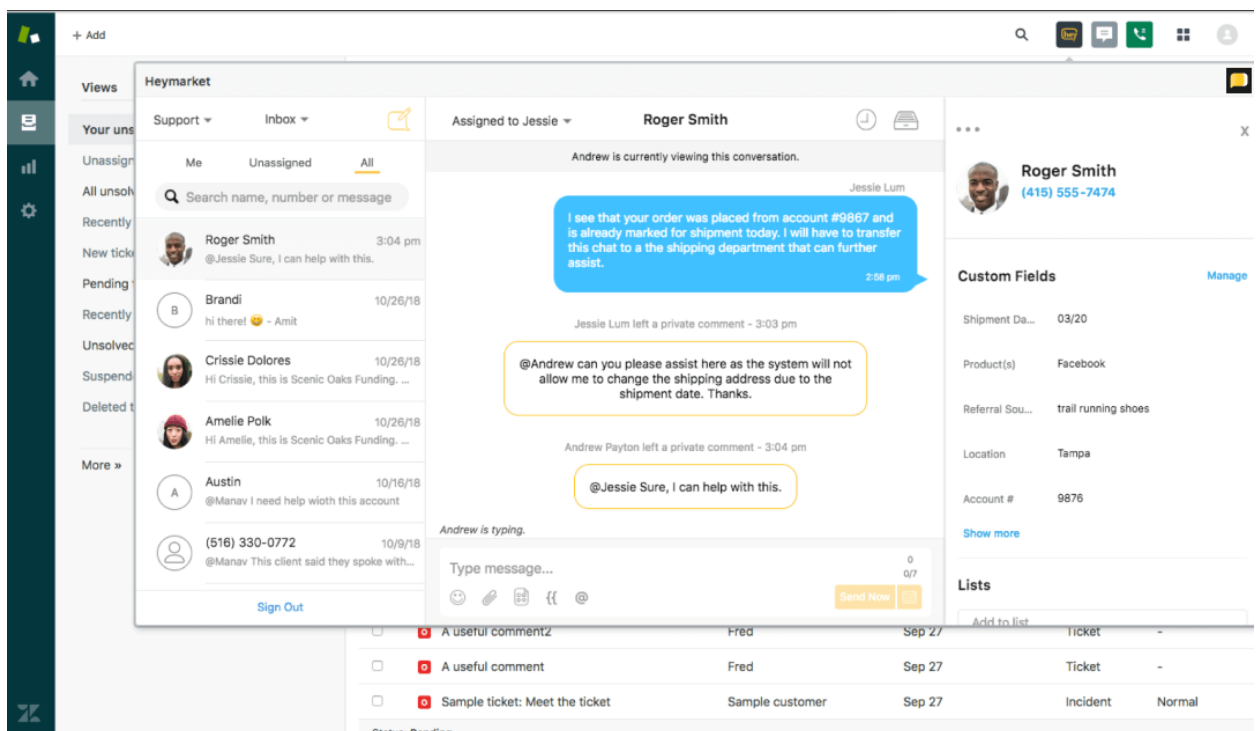 + Add
hey
Views
Your uns
Unassign
All unsolv
Recently
New ticke
Pending
Recently
Unsolved
Suspend
Deleted t
More »
Heymarket
Support
Inbox
Me
Unassigned
All
Search name, number or message
Roger Smith
3:04 pm
@Jessie Sure, I can help with this.
B
Brandi
10/26/18
hi there! 😄 - Amit
Crissie Dolores
10/26/18
Hi Crissie, this is Scenic Oaks Funding. ...
Amelie Polk
10/26/18
Hi Amelie, this is Scenic Oaks Funding. ...
A
Austin
10/16/18
@Manav I need help wioth this account
(516) 330-0772
10/9/18
@Manav This client said they spoke with...
Sign Out
Assigned to Jessie
Roger Smith
Andrew is currently viewing this conversation.
Jessie Lum
I see that your order was placed from account #9867 and
is already marked for shipment today. I will have to transfer
this chat to a the shipping department that can further
assist.
2:58 pm
Jessie Lum left a private comment - 3:03 pm
@Andrew can you please assist here as the system will not
allow me to change the shipping address due to the
shipment date. Thanks.
Andrew Payton left a private comment - 3:04 pm
@Jessie Sure, I can help with this.
Andrew is typing.
Type message...
0
0/7
{{ @
Send Now
X
Roger Smith
(415) 555-7474
Custom Fields
Manage
Shipment Da...
03/20
Product(s)
Facebook
Referral Sou...
trail running shoes
Location
Tampa
Account #
9876
Show more
Lists
Add to list
A useful comment2
Fred
Sep 27
Ticket
-
A useful comment
Fred
Sep 27
Ticket
-
Sample ticket: Meet the ticket
Sample customer
Sep 27
Incident
Normal